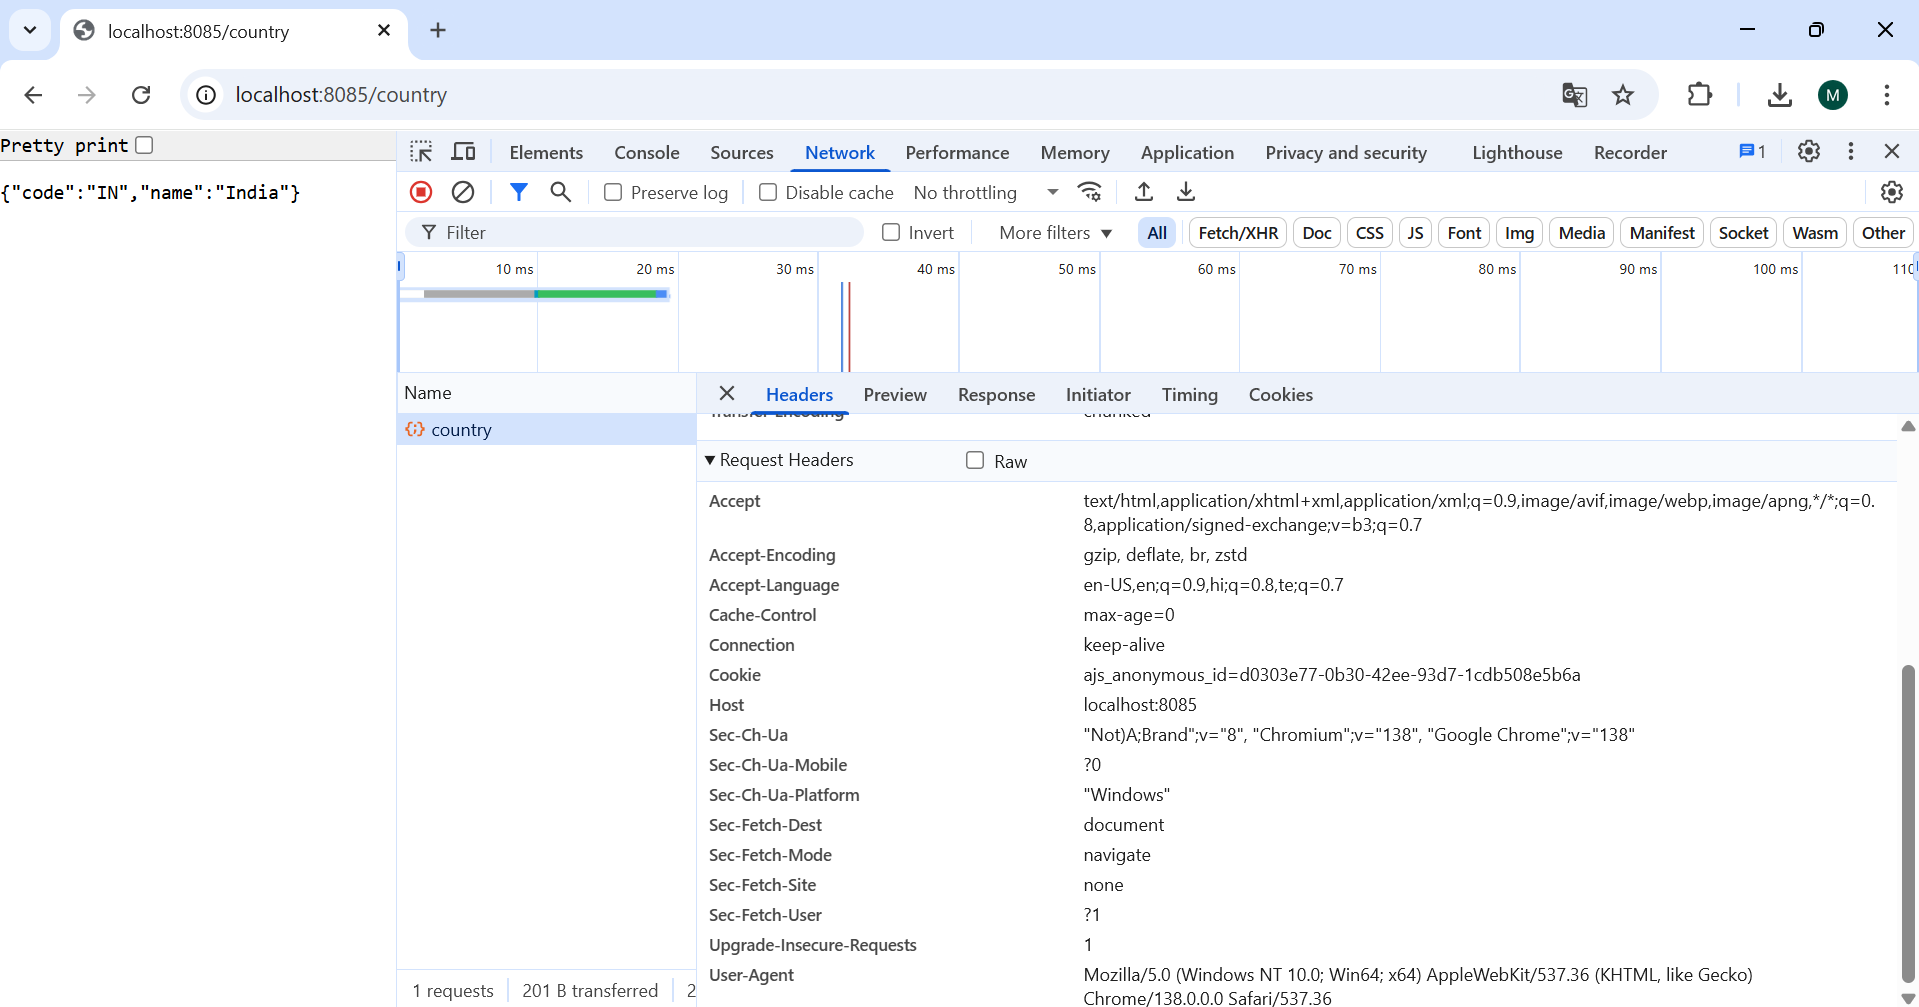 localhost:8085/country
localhost:8085/country
M
Pretty print
{"code":"IN","name":"India"}
Elements Console Sources Network Performance Memory Application Privacy and security Lighthouse Recorder 1
Preserve log Disable cache No throttling
Filter Invert More filters All Fetch/XHR Doc CSS JS Font Img Media Manifest Socket Wasm Other
10 ms 20 ms 30 ms 40 ms 50 ms 60 ms 70 ms 80 ms 90 ms 100 ms 110
Name
Headers Preview Response Initiator Timing Cookies
country
Transfer-Encoding chunked
Request Headers Raw
Accept text/html,application/xhtml+xml,application/xml;q=0.9,image/avif,image/webp,image/apng,*/*;q=0.
8,application/signed-exchange;v=b3;q=0.7
Accept-Encoding gzip, deflate, br, zstd
Accept-Language en-US,en;q=0.9,hi;q=0.8,te;q=0.7
Cache-Control max-age=0
Connection keep-alive
Cookie ajs_anonymous_id=d0303e77-0b30-42ee-93d7-1cdb508e5b6a
Host localhost:8085
Sec-Ch-Ua "Not)A;Brand";v="8", "Chromium";v="138", "Google Chrome";v="138"
Sec-Ch-Ua-Mobile ?0
Sec-Ch-Ua-Platform "Windows"
Sec-Fetch-Dest document
Sec-Fetch-Mode navigate
Sec-Fetch-Site none
Sec-Fetch-User ?1
Upgrade-Insecure-Requests 1
User-Agent Mozilla/5.0 (Windows NT 10.0; Win64; x64) AppleWebKit/537.36 (KHTML, like Gecko)
Chrome/138.0.0.0 Safari/537.36
1 requests 201 B transferred 2